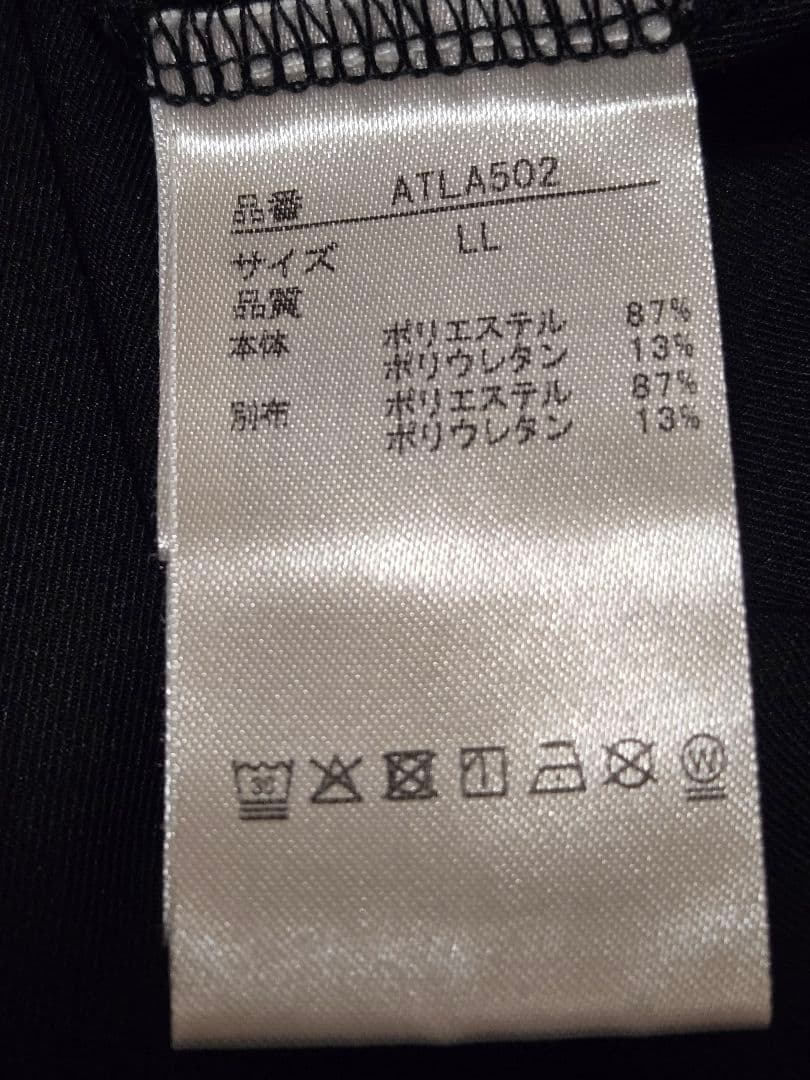 品番 ATLA502
サイズ LL
品質
本体 ポリエステル 87%
ポリウレタン 13%
別布 ポリエステル 87%
ポリウレタン 13%
30 W